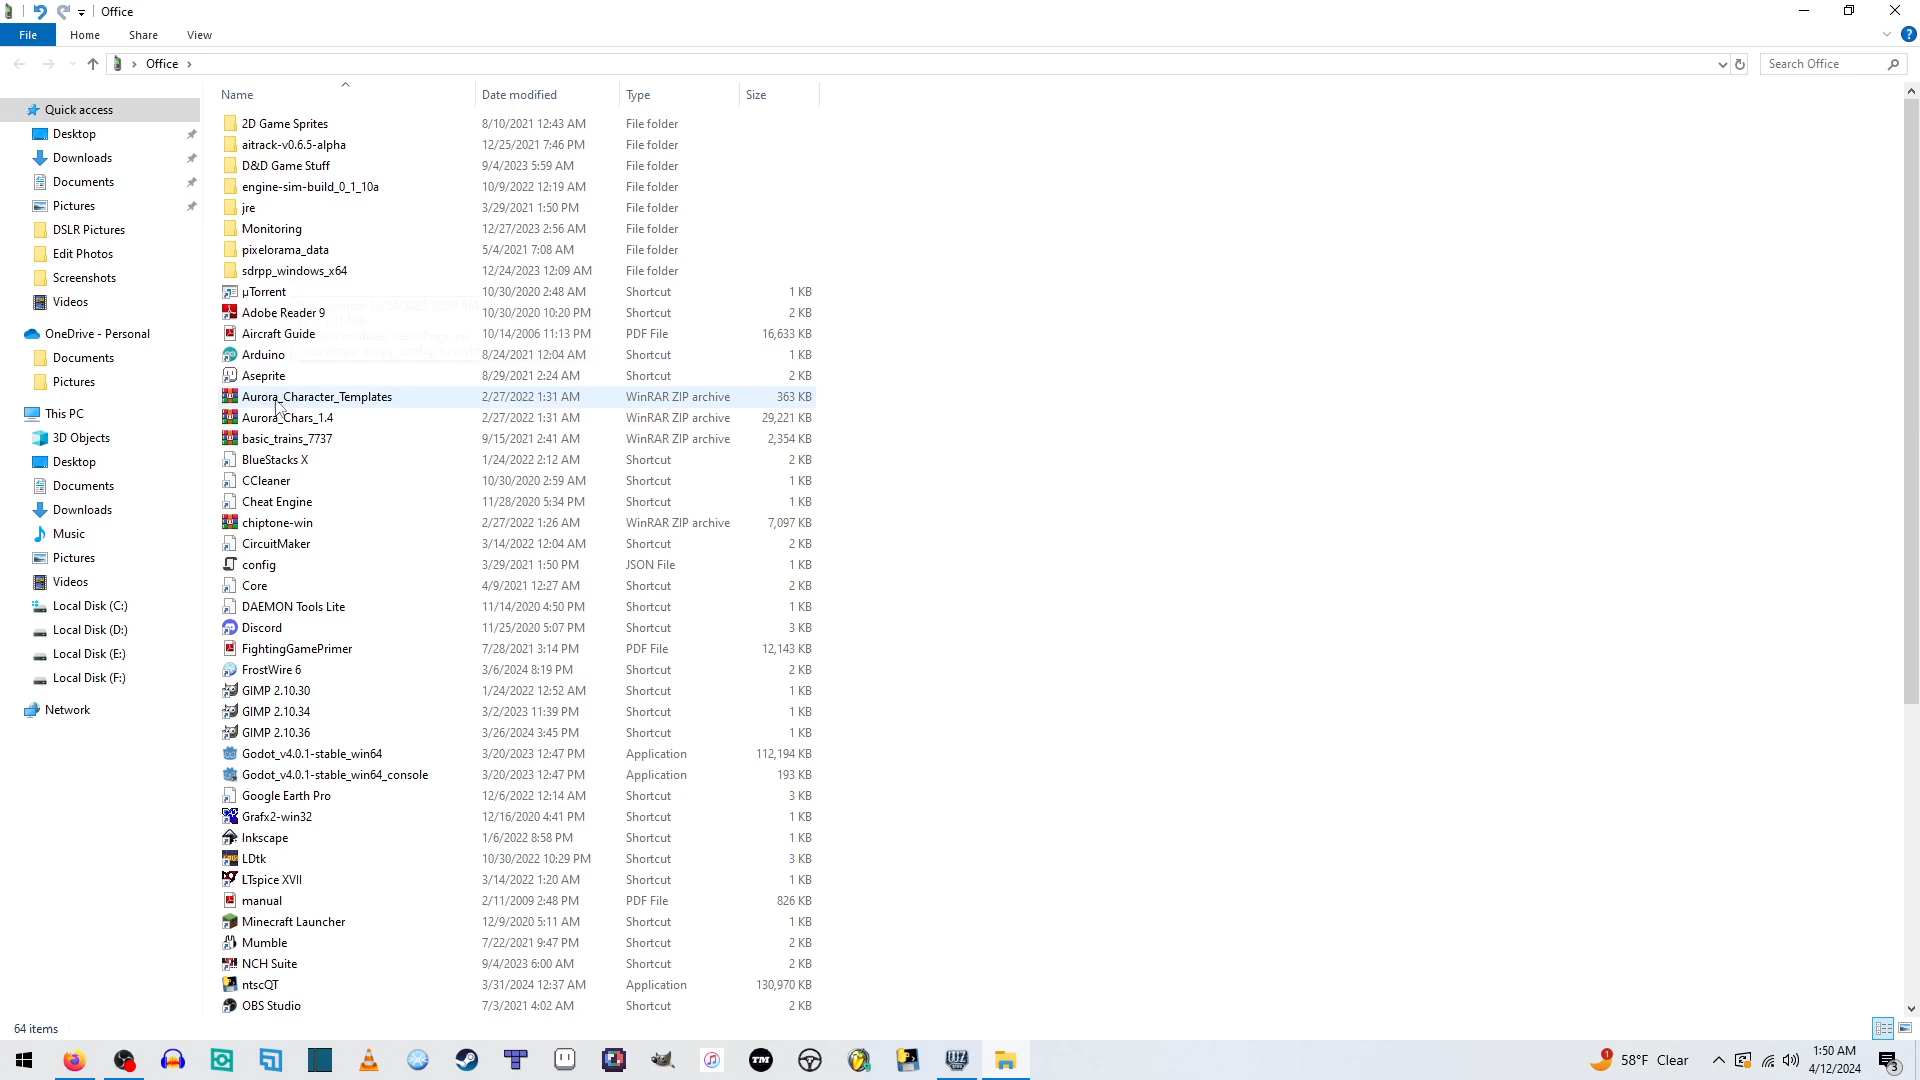 Office
File Home Share View
Office
Search Office
Name Date modified Type Size
Quick access
Desktop
Downloads
Documents
Pictures
DSLR Pictures
Edit Photos
Screenshots
Videos
OneDrive - Personal
Documents
Pictures
This PC
3D Objects
Desktop
Documents
Downloads
Music
Pictures
Videos
Local Disk (C:)
Local Disk (D:)
Local Disk (E:)
Local Disk (F:)
Network
2D Game Sprites 8/10/2021 12:43 AM File folder
aitrack-v0.6.5-alpha 12/25/2021 7:46 PM File folder
D&D Game Stuff 9/4/2023 5:59 AM File folder
engine-sim-build_0_1_10a 10/9/2022 12:19 AM File folder
jre 3/29/2021 1:50 PM File folder
Monitoring 12/27/2023 2:56 AM File folder
pixelorama_data 5/4/2021 7:08 AM File folder
sdrpp_windows_x64 12/24/2023 12:09 AM File folder
µTorrent 10/30/2020 2:48 AM Shortcut 1 KB
Adobe Reader 9 10/30/2020 10:20 PM Shortcut 2 KB
Aircraft Guide 10/14/2006 11:13 PM PDF File 16,633 KB
Arduino 8/24/2021 12:04 AM Shortcut 1 KB
Aseprite 8/29/2021 2:24 AM Shortcut 2 KB
Aurora_Character_Templates 2/27/2022 1:31 AM WinRAR ZIP archive 363 KB
Aurora_Chars_1.4 2/27/2022 1:31 AM WinRAR ZIP archive 29,221 KB
basic_trains_7737 9/15/2021 2:41 AM WinRAR ZIP archive 2,354 KB
BlueStacks X 1/24/2022 2:12 AM Shortcut 2 KB
CCleaner 10/30/2020 2:59 AM Shortcut 1 KB
Cheat Engine 11/28/2020 5:34 PM Shortcut 1 KB
chiptone-win 2/27/2022 1:26 AM WinRAR ZIP archive 7,097 KB
CircuitMaker 3/14/2022 12:04 AM Shortcut 2 KB
config 3/29/2021 1:50 PM JSON File 1 KB
Core 4/9/2021 12:27 AM Shortcut 2 KB
DAEMON Tools Lite 11/14/2020 4:50 PM Shortcut 1 KB
Discord 11/25/2020 5:07 PM Shortcut 3 KB
FightingGamePrimer 7/28/2021 3:14 PM PDF File 12,143 KB
FrostWire 6 3/6/2024 8:19 PM Shortcut 2 KB
GIMP 2.10.30 1/24/2022 12:52 AM Shortcut 1 KB
GIMP 2.10.34 3/2/2023 11:39 PM Shortcut 1 KB
GIMP 2.10.36 3/26/2024 3:45 PM Shortcut 1 KB
Godot_v4.0.1-stable_win64 3/20/2023 12:47 PM Application 112,194 KB
Godot_v4.0.1-stable_win64_console 3/20/2023 12:47 PM Application 193 KB
Google Earth Pro 12/6/2022 12:14 AM Shortcut 3 KB
Grafx2-win32 12/16/2020 4:41 PM Shortcut 1 KB
Inkscape 1/6/2022 8:58 PM Shortcut 1 KB
LDtk 10/30/2022 10:29 PM Shortcut 3 KB
LTspice XVII 3/14/2022 1:20 AM Shortcut 1 KB
manual 2/11/2009 2:48 PM PDF File 826 KB
Minecraft Launcher 12/9/2020 5:11 AM Shortcut 1 KB
Mumble 7/22/2021 9:47 PM Shortcut 2 KB
NCH Suite 9/4/2023 6:00 AM Shortcut 2 KB
ntscQT 3/31/2024 12:37 AM Application 130,970 KB
OBS Studio 7/3/2021 4:02 AM Shortcut 2 KB
64 items
58°F Clear
1:50 AM
4/12/2024